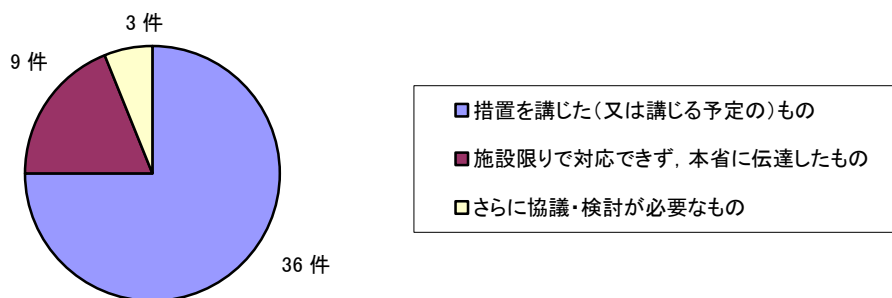 3 件
9 件
36 件
措置を講じた(又は講じる予定の)もの
施設限りで対応できず,本省に伝達したもの
さらに協議・検討が必要なもの